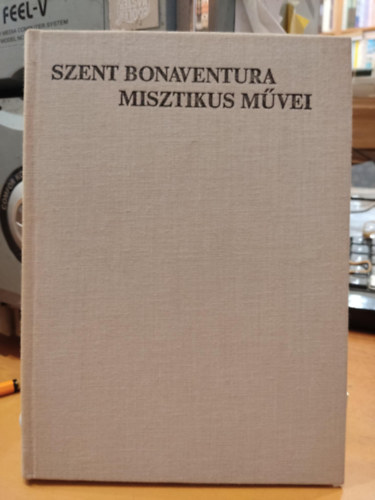 FEEL-V
SZENT BONAVENTURA
MISZTIKUS MŰVEI